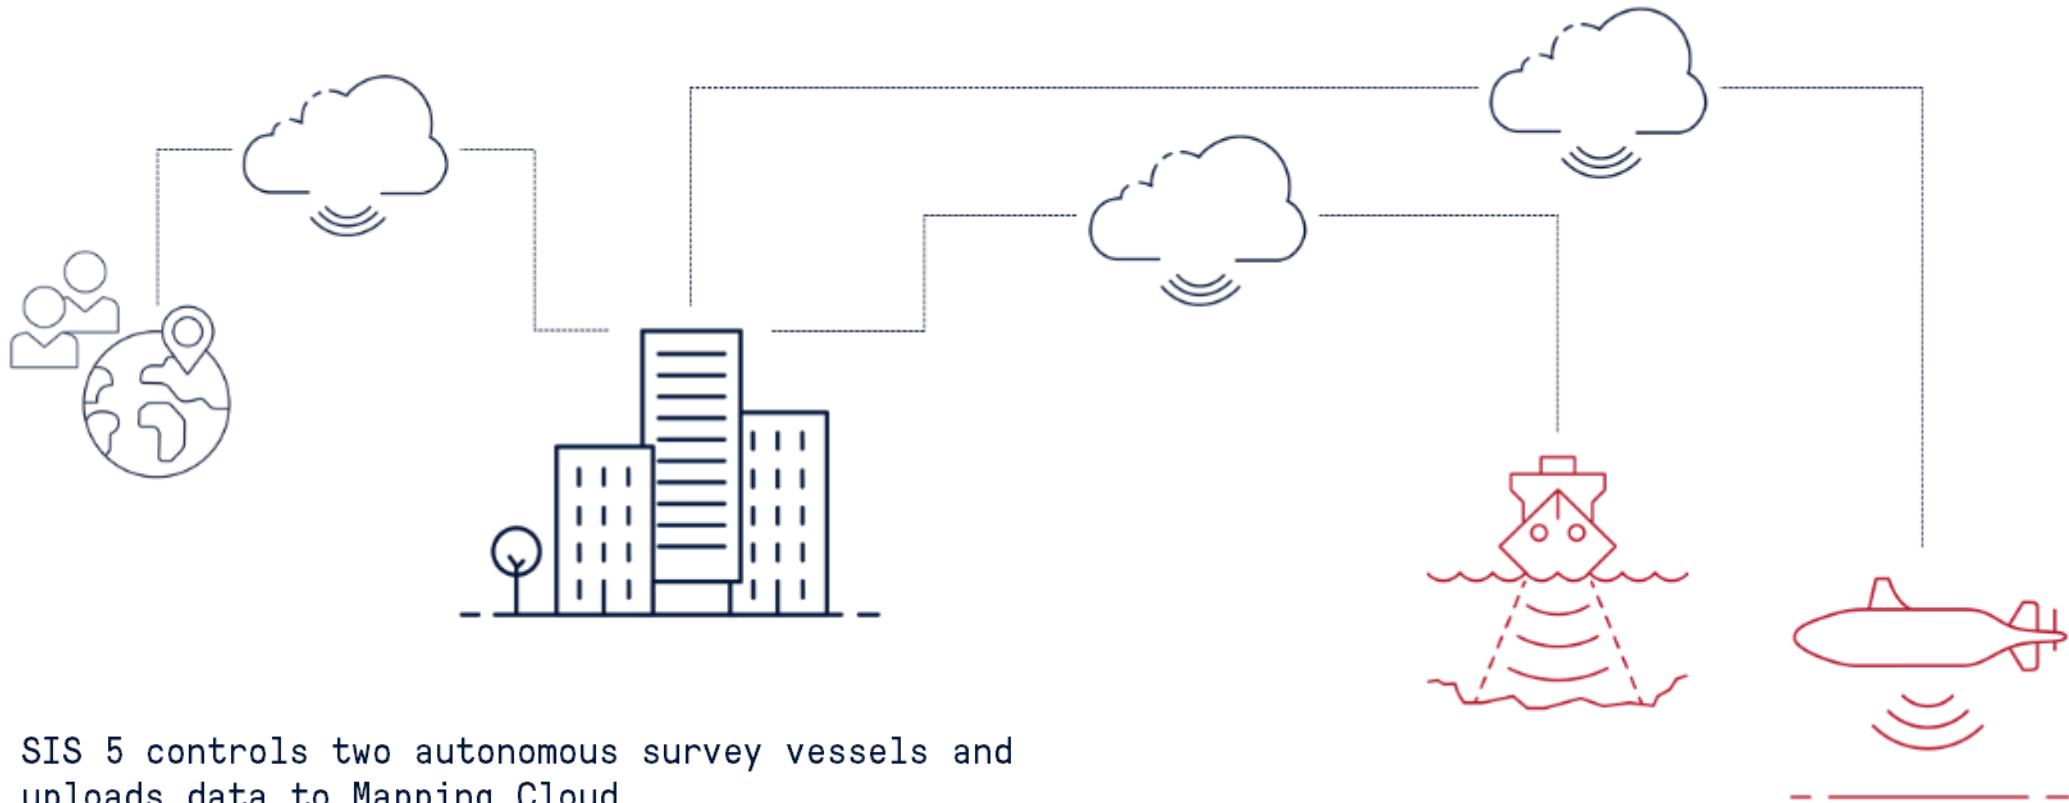 SIS 5 controls two autonomous survey vessels and
uploads data to Mapping Cloud